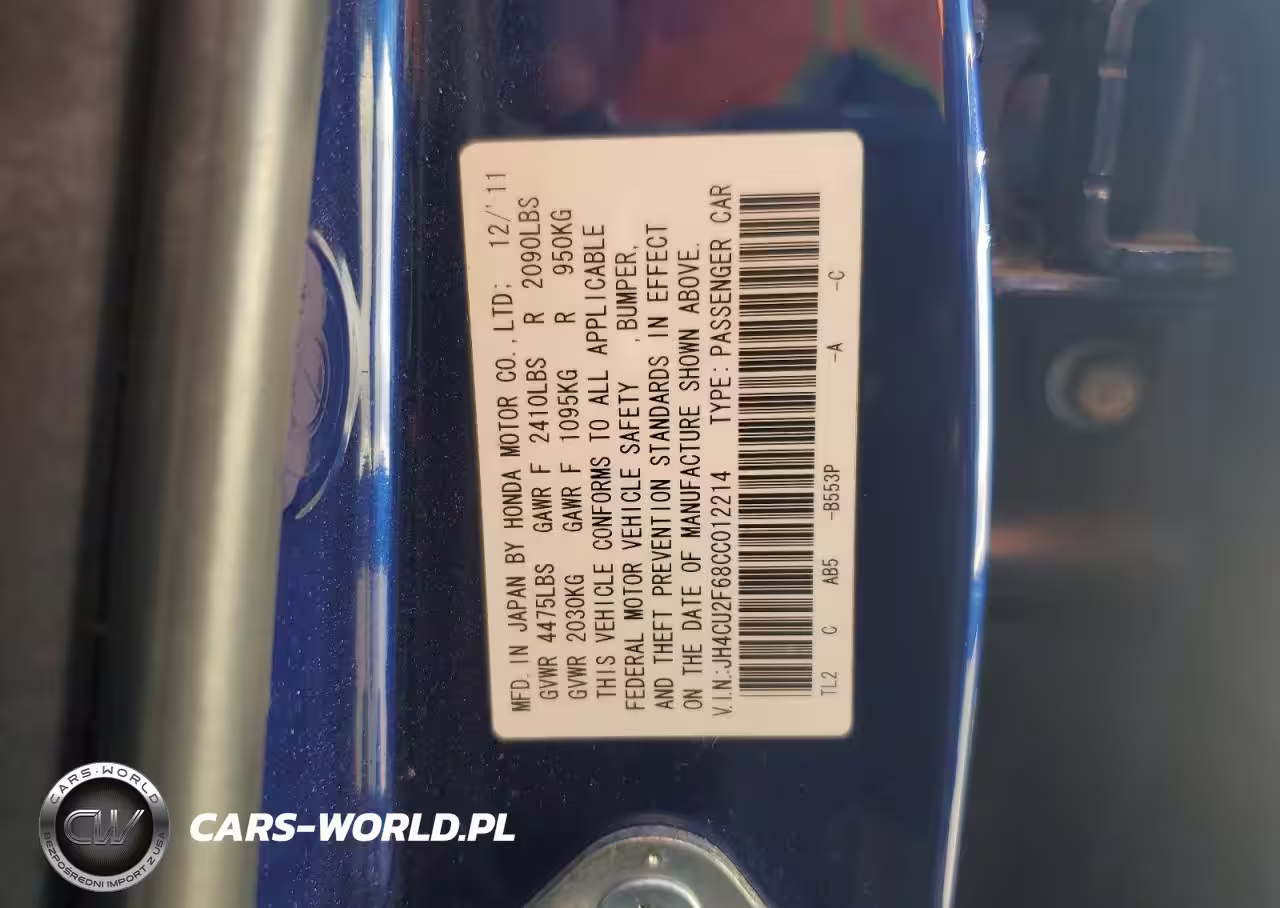 MFD. IN JAPAN BY HONDA MOTOR CO., LTD; 12/'11
GVWR 4475LBS GAWR F 2410LBS R 2090LBS
GVWR 2030KG GAWR F 1095KG R 950KG
THIS VEHICLE CONFORMS TO ALL APPLICABLE
FEDERAL MOTOR VEHICLE SAFETY ,BUMPER,
AND THEFT PREVENTION STANDARDS IN EFFECT
ON THE DATE OF MANUFACTURE SHOWN ABOVE.
V.I.N.:JH4CU2F68CC012214 TYPE: PASSENGER CAR
TL2 C AB5 -B553P -A -C
CARS-WORLD
CW
BEZPOŚREDNI IMPORT Z USA
CARS-WORLD.PL